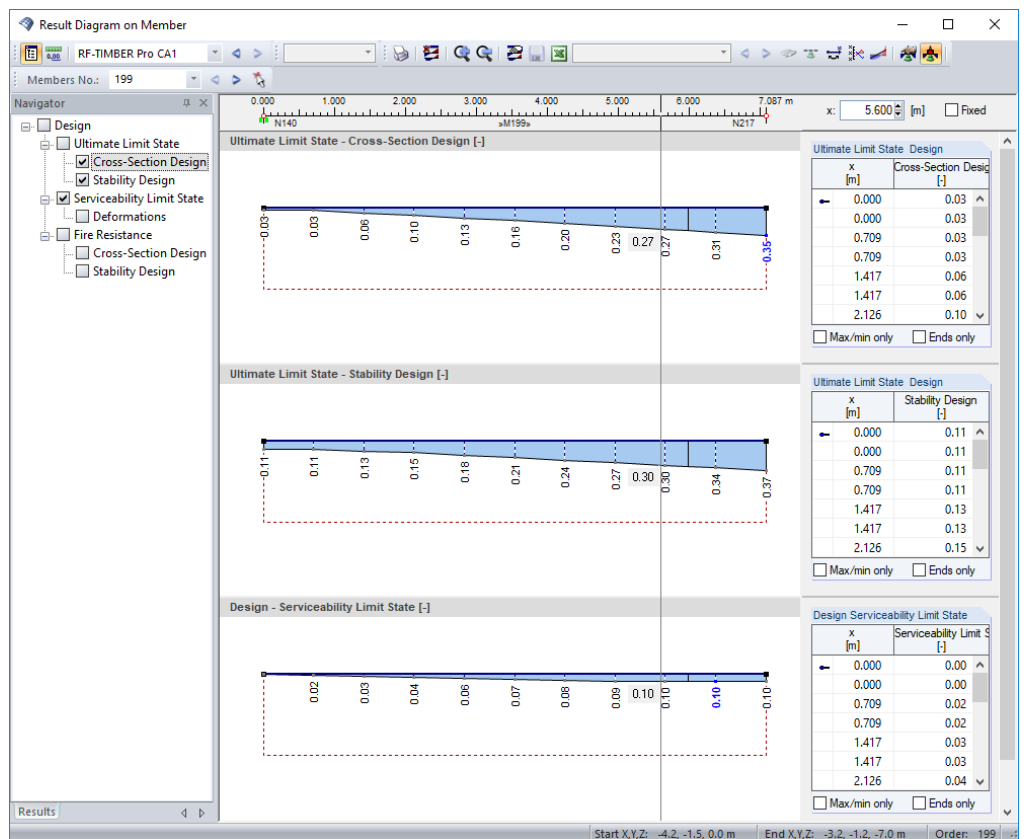 Result Diagram on Member
RF-TIMBER Pro CA1
Members No.: 199
Navigator
Design
Ultimate Limit State
Cross-Section Design
Stability Design
Serviceability Limit State
Deformations
Fire Resistance
Cross-Section Design
Stability Design
Results
0.000 1.000 2.000 3.000 4.000 5.000 6.000 7.087 m
N140 »M199» N217
x: 5.600 [m] Fixed
Ultimate Limit State - Cross-Section Design [-]
0.03 0.03 0.06 0.10 0.13 0.16 0.20 0.23 0.27 0.27 0.31 0.35
Ultimate Limit State Design
x Cross-Section Desig
[m] [-]
0.000 0.03
0.000 0.03
0.709 0.03
0.709 0.03
1.417 0.06
1.417 0.06
2.126 0.10
Max/min only Ends only
Ultimate Limit State - Stability Design [-]
0.11 0.11 0.13 0.15 0.18 0.21 0.24 0.27 0.30 0.30 0.34 0.37
Ultimate Limit State Design
x Stability Design
[m] [-]
0.000 0.11
0.000 0.11
0.709 0.11
0.709 0.11
1.417 0.13
1.417 0.13
2.126 0.15
Max/min only Ends only
Design - Serviceability Limit State [-]
0.02 0.03 0.04 0.06 0.07 0.08 0.09 0.10 0.10 0.10 0.10
Design Serviceability Limit State
x Serviceability Limit S
[m] [-]
0.000 0.00
0.000 0.00
0.709 0.02
0.709 0.02
1.417 0.03
1.417 0.03
2.126 0.04
Max/min only Ends only
Start X,Y,Z: -4.2, -1.5, 0.0 m End X,Y,Z: -3.2, -1.2, -7.0 m Order: 199